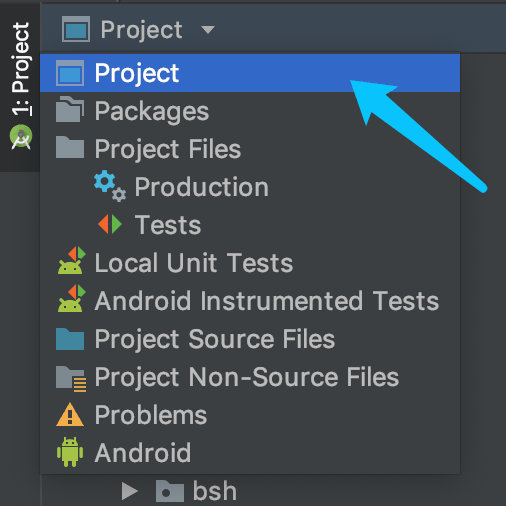 1: Project
Project
Project
Packages
Project Files
Production
Tests
Local Unit Tests
Android Instrumented Tests
Project Source Files
Project Non-Source Files
Problems
Android
bsh